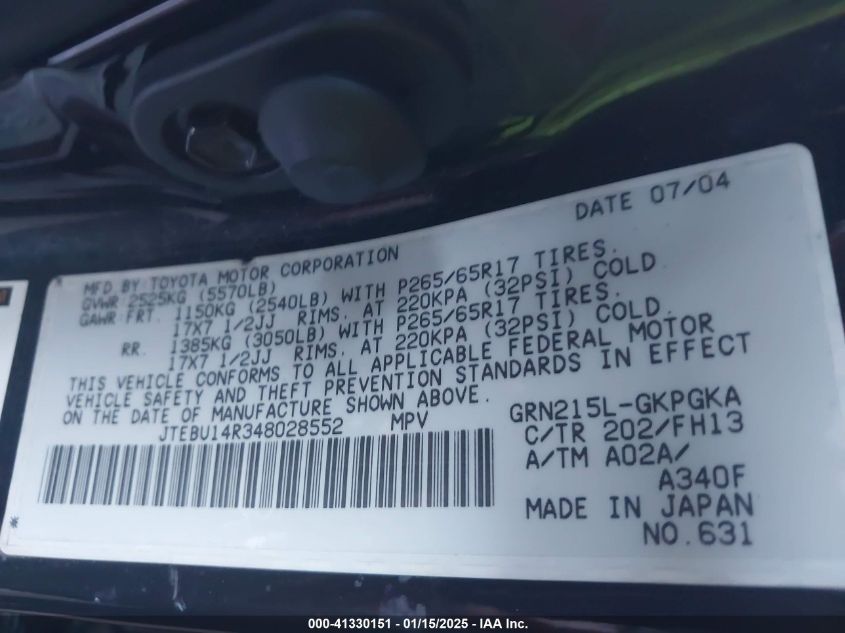 DATE 07/04
MFD.BY:TOYOTA MOTOR CORPORATION
GVWR:2525KG (5570LB)
GAWR:FRT. 1150KG (2540LB) WITH P265/65R17 TIRES.
17X7 1/2JJ RIMS, AT 220KPA (32PSI) COLD
RR. 1385KG (3050LB) WITH P265/65R17 TIRES.
17X7 1/2JJ RIMS, AT 220KPA (32PSI) COLD
THIS VEHICLE CONFORMS TO ALL APPLICABLE FEDERAL MOTOR
VEHICLE SAFETY AND THEFT PREVENTION STANDARDS IN EFFECT
ON THE DATE OF MANUFACTURE SHOWN ABOVE.
JTEBU14R348028552 MPV
GRN215L-GKPGKA
C/TR 202/FH13
A/TM A02A/
A340F
MADE IN JAPAN
NO.631
000-41330151 - 01/15/2025 - IAA Inc.